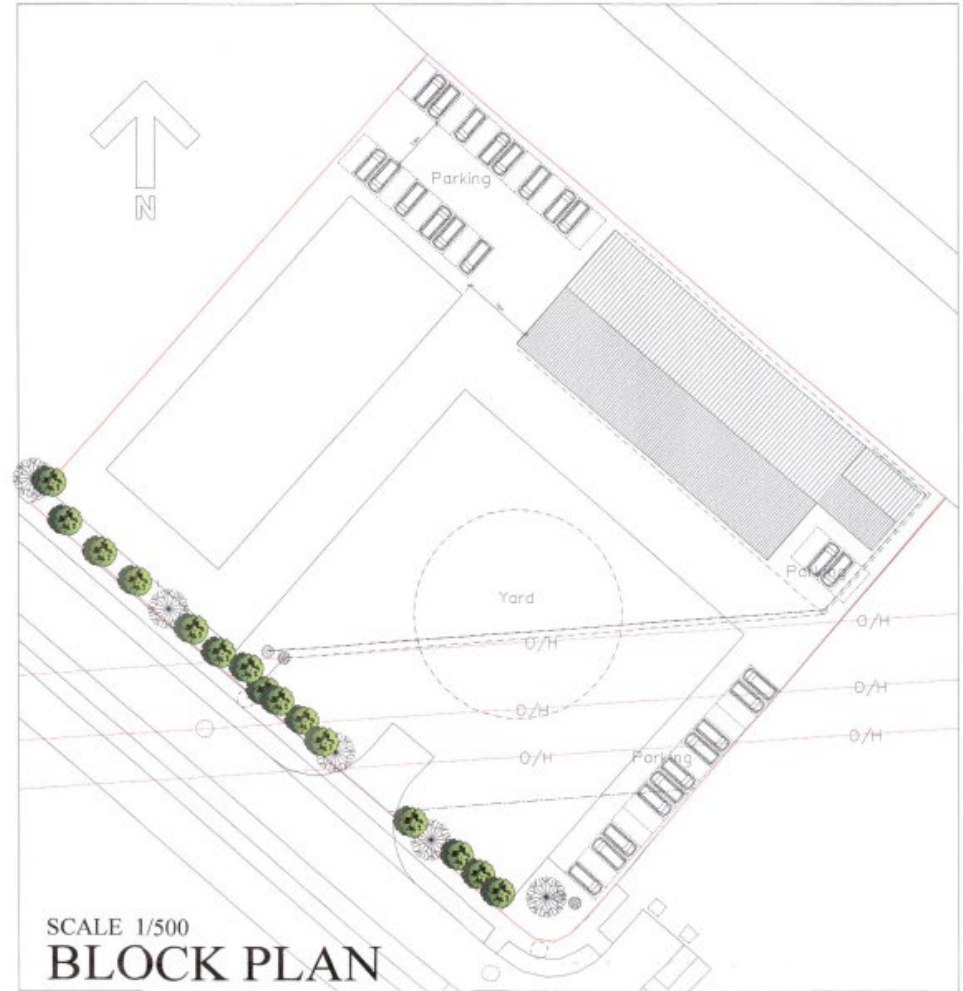 N
Parking
Parking
Yard
O/H
O/H
O/H
O/H
O/H
Parking
O/H
SCALE 1/500
BLOCK PLAN